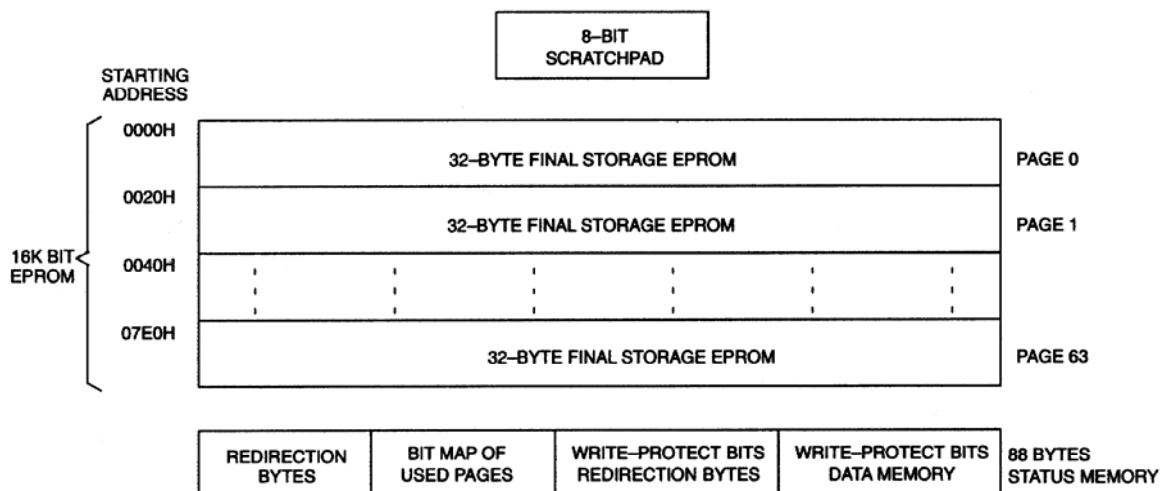 8–BIT
SCRATCHPAD
STARTING
ADDRESS
0000H
32–BYTE FINAL STORAGE EPROM
PAGE 0
0020H
32–BYTE FINAL STORAGE EPROM
PAGE 1
16K BIT
EPROM
0040H
07E0H
32–BYTE FINAL STORAGE EPROM
PAGE 63
REDIRECTION
BYTES
BIT MAP OF
USED PAGES
WRITE–PROTECT BITS
REDIRECTION BYTES
WRITE–PROTECT BITS
DATA MEMORY
88 BYTES
STATUS MEMORY